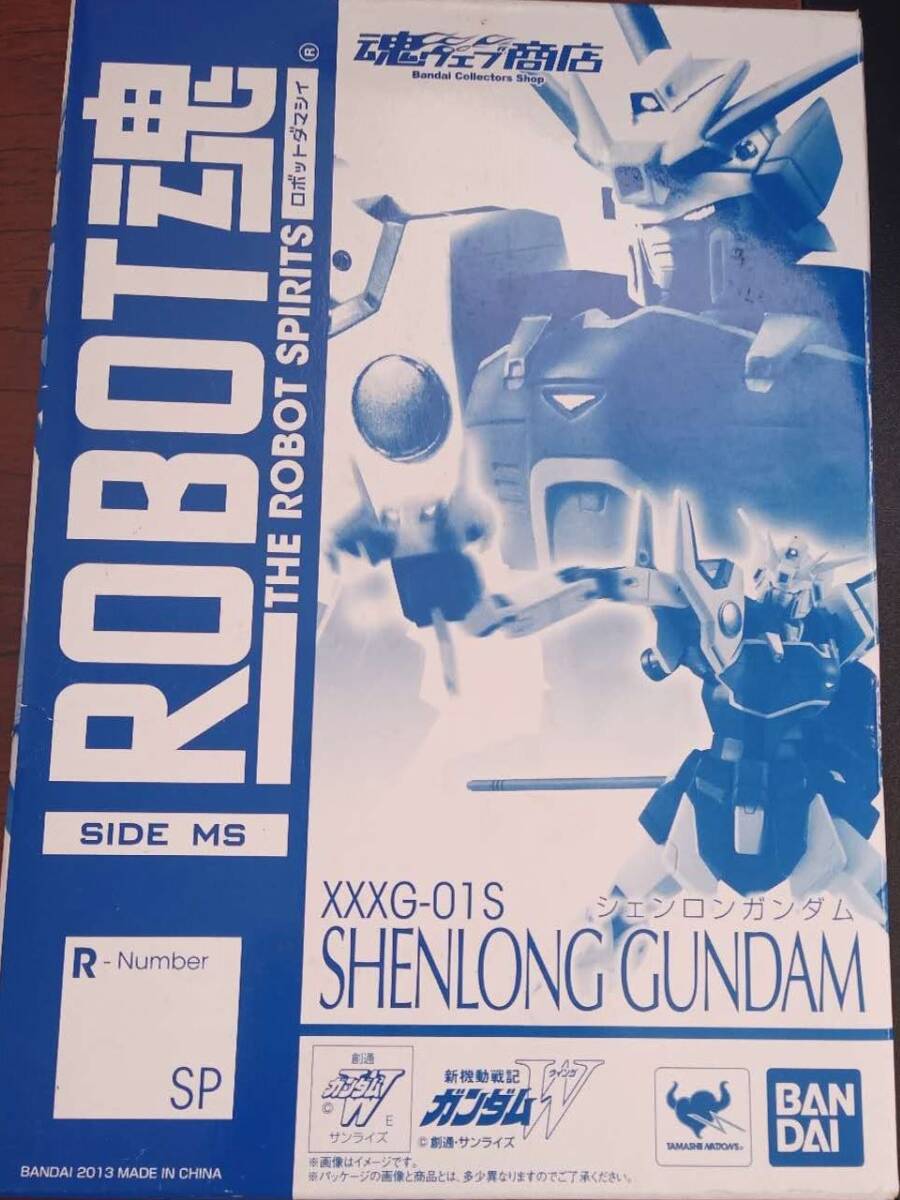 魂ウェブ商店
Bandai Collectors Shop
ROBOT魂
®
ロボットダマシイ
THE ROBOT SPIRITS
SIDE MS
R - Number
SP
XXXG-01S
シェンロンガンダム
SHENLONG GUNDAM
創通
ガンダムW
© E
サンライズ
新機動戦記
ガンダムW
ウイング
©創通・サンライズ
TAMASHII NATIONS
BAN
DAI
※画像はイメージです。
※パッケージの画像と商品とは、多少異なりますのでご了承ください。
BANDAI 2013 MADE IN CHINA